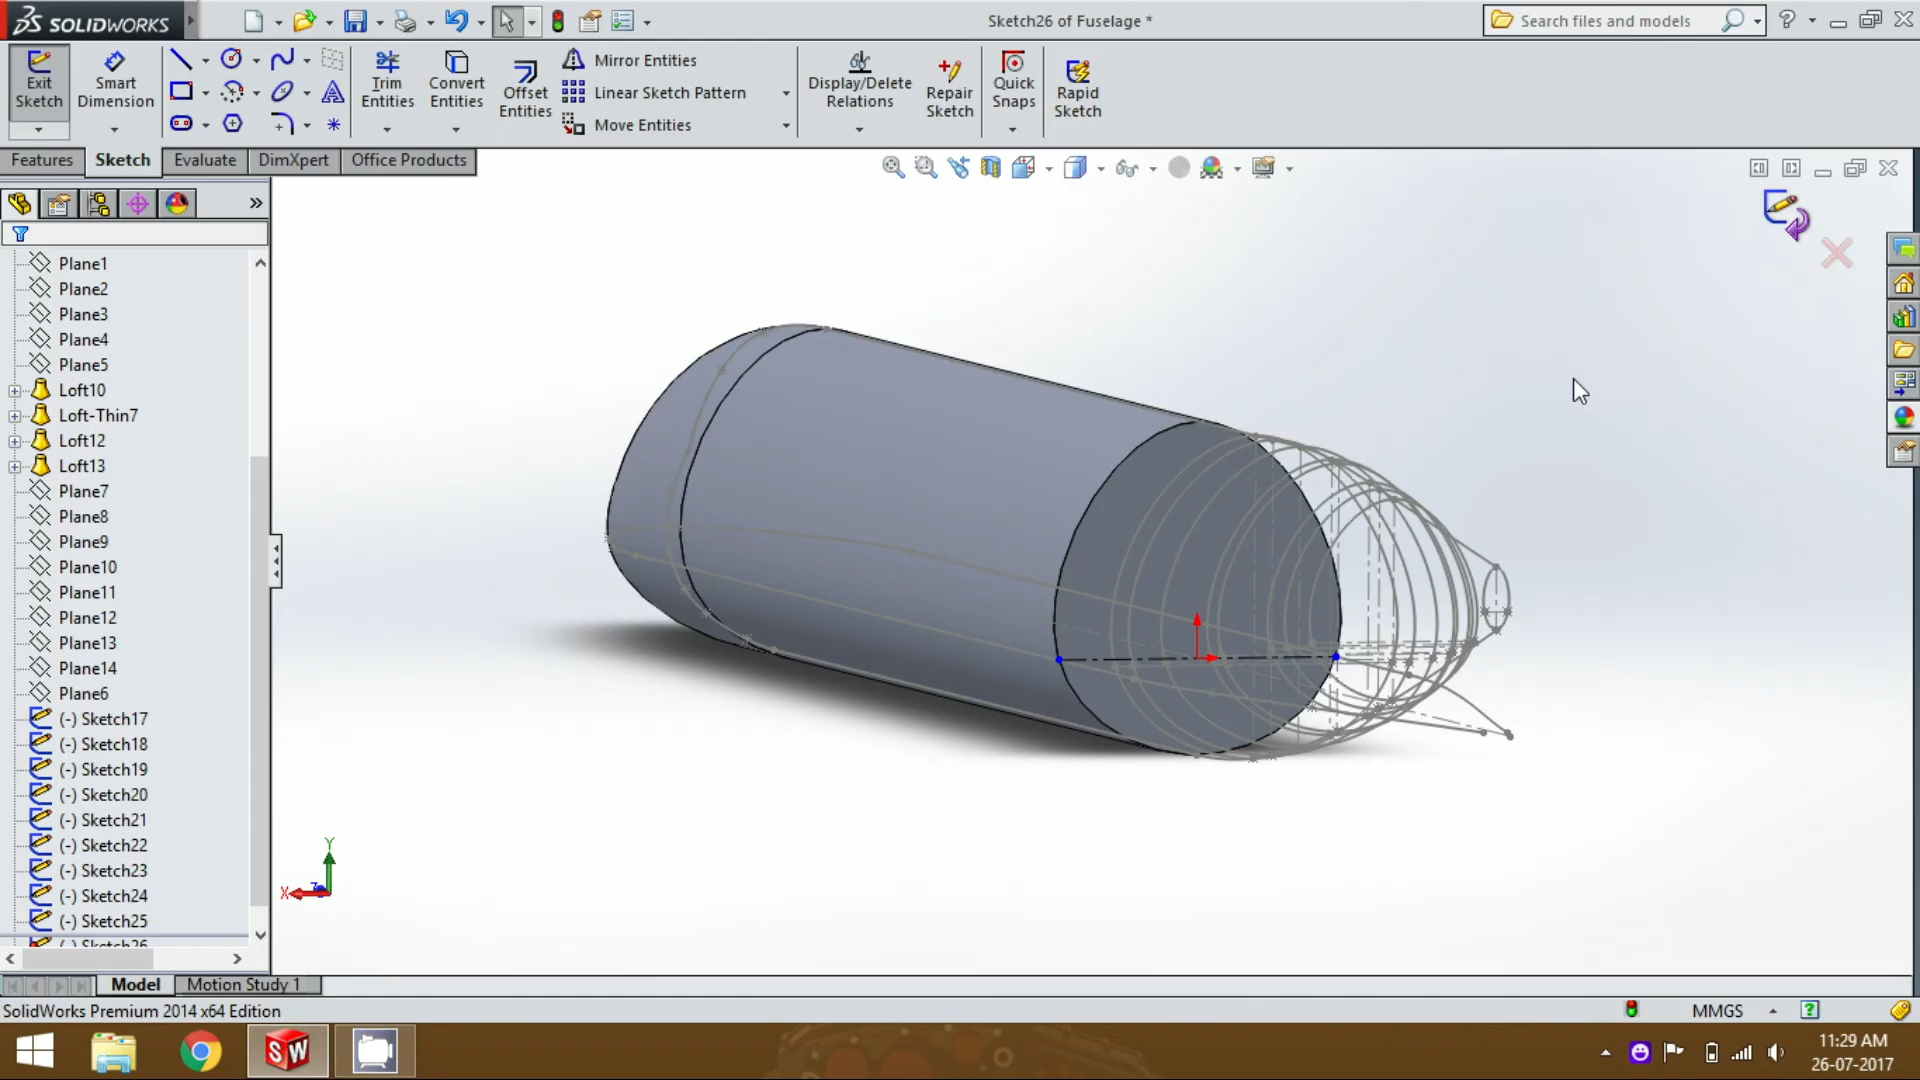 SOLIDWORKS
Sketch26 of Fuselage *
Search files and models
Exit Sketch
Smart Dimension
Trim Entities
Convert Entities
Offset Entities
Mirror Entities
Linear Sketch Pattern
Move Entities
Display/Delete Relations
Repair Sketch
Quick Snaps
Rapid Sketch
Features
Sketch
Evaluate
DimXpert
Office Products
Plane1
Plane2
Plane3
Plane4
Plane5
Loft10
Loft-Thin7
Loft12
Loft13
Plane7
Plane8
Plane9
Plane10
Plane11
Plane12
Plane13
Plane14
Plane6
(-) Sketch17
(-) Sketch18
(-) Sketch19
(-) Sketch20
(-) Sketch21
(-) Sketch22
(-) Sketch23
(-) Sketch24
(-) Sketch25
(-) Sketch26
Y
X
Z
Model
Motion Study 1
SolidWorks Premium 2014 x64 Edition
MMGS
SW
11:29 AM
26-07-2017